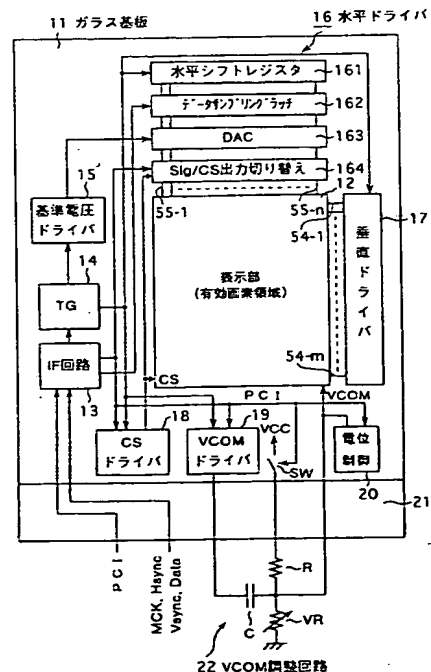 11 ガラス基板
16 水平ドライバ
水平シフトレジスタ
161
データサンプリングラッチ
162
DAC
163
Sig/CS出力切り替え
164
12
15'
基準電圧
ドライバ
55-1
55-n
54-1
17
垂直ドライバ
14
TG
表示部
(有効画素領域)
IF回路
13
CS
54-m
PCI
VCOM
18
CS
ドライバ
19
VCOM
ドライバ
VCC
SW
電位
制御
20
21
PCI
MCK, Hsync
Vsync, Data
R
C
VR
22 VCOM調整回路